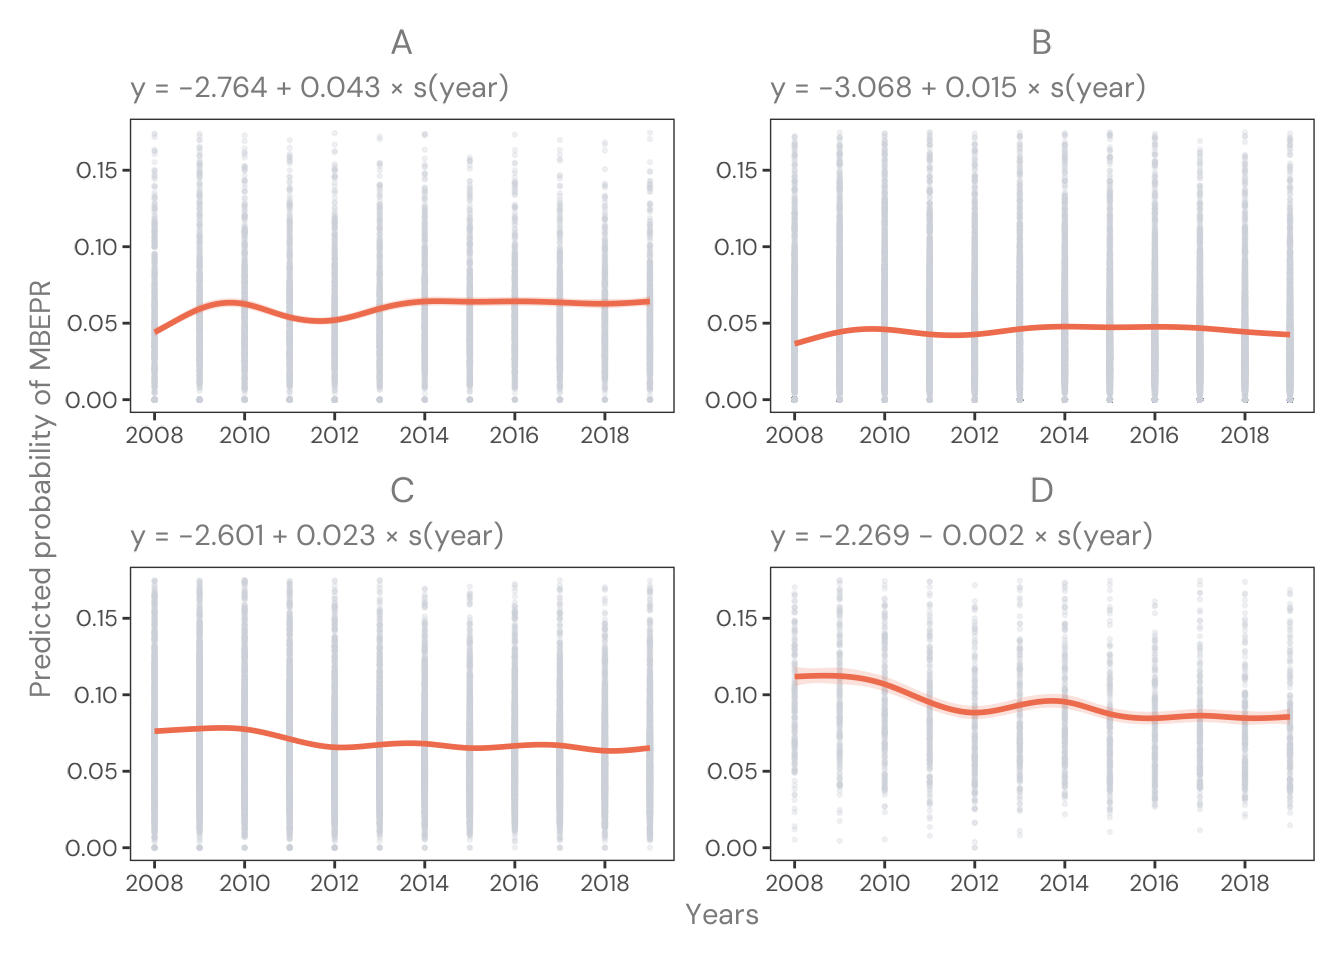 A
y = −2.764 + 0.043 × s(year)
0.15
0.10
0.05
0.00
2008 2010 2012 2014 2016 2018
B
y = −3.068 + 0.015 × s(year)
0.15
0.10
0.05
0.00
2008 2010 2012 2014 2016 2018
Predicted probability of MBEPR
C
y = −2.601 + 0.023 × s(year)
0.15
0.10
0.05
0.00
2008 2010 2012 2014 2016 2018
D
y = −2.269 − 0.002 × s(year)
0.15
0.10
0.05
0.00
2008 2010 2012 2014 2016 2018
Years